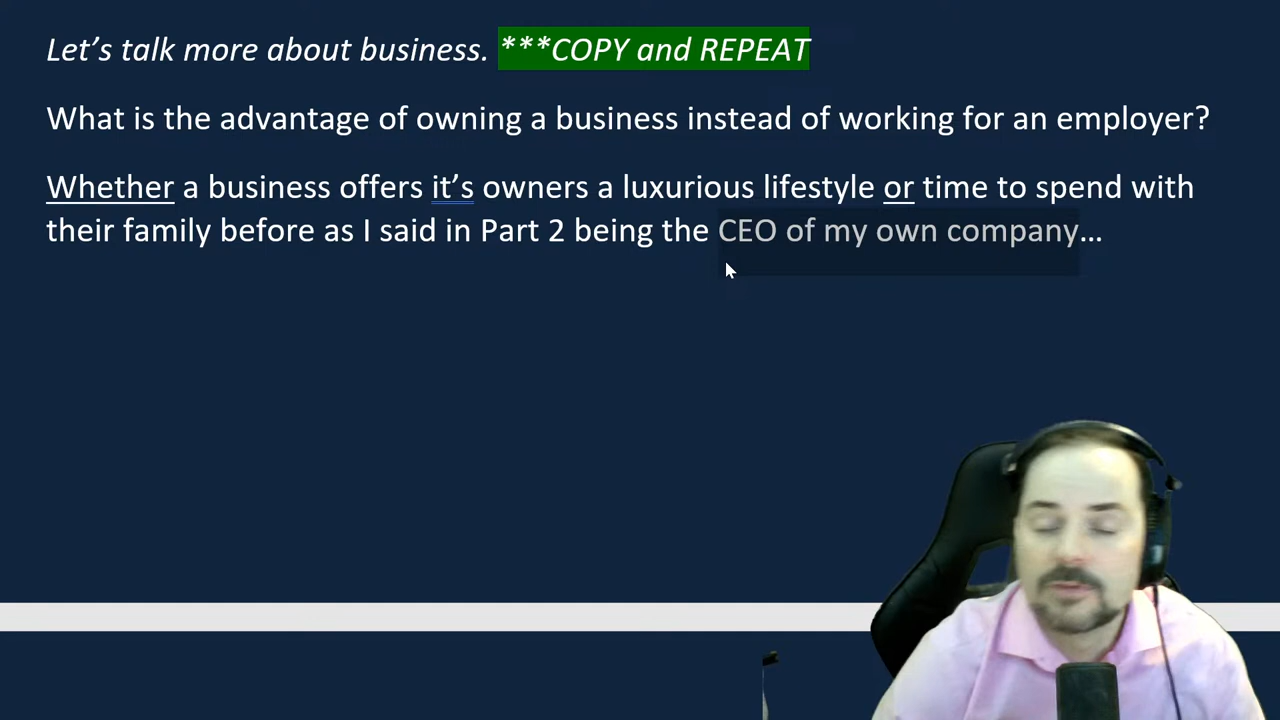 Let's talk more about business. ***COPY and REPEAT
What is the advantage of owning a business instead of working for an employer?
Whether a business offers it's owners a luxurious lifestyle or time to spend with
their family before as I said in Part 2 being the CEO of my own company…